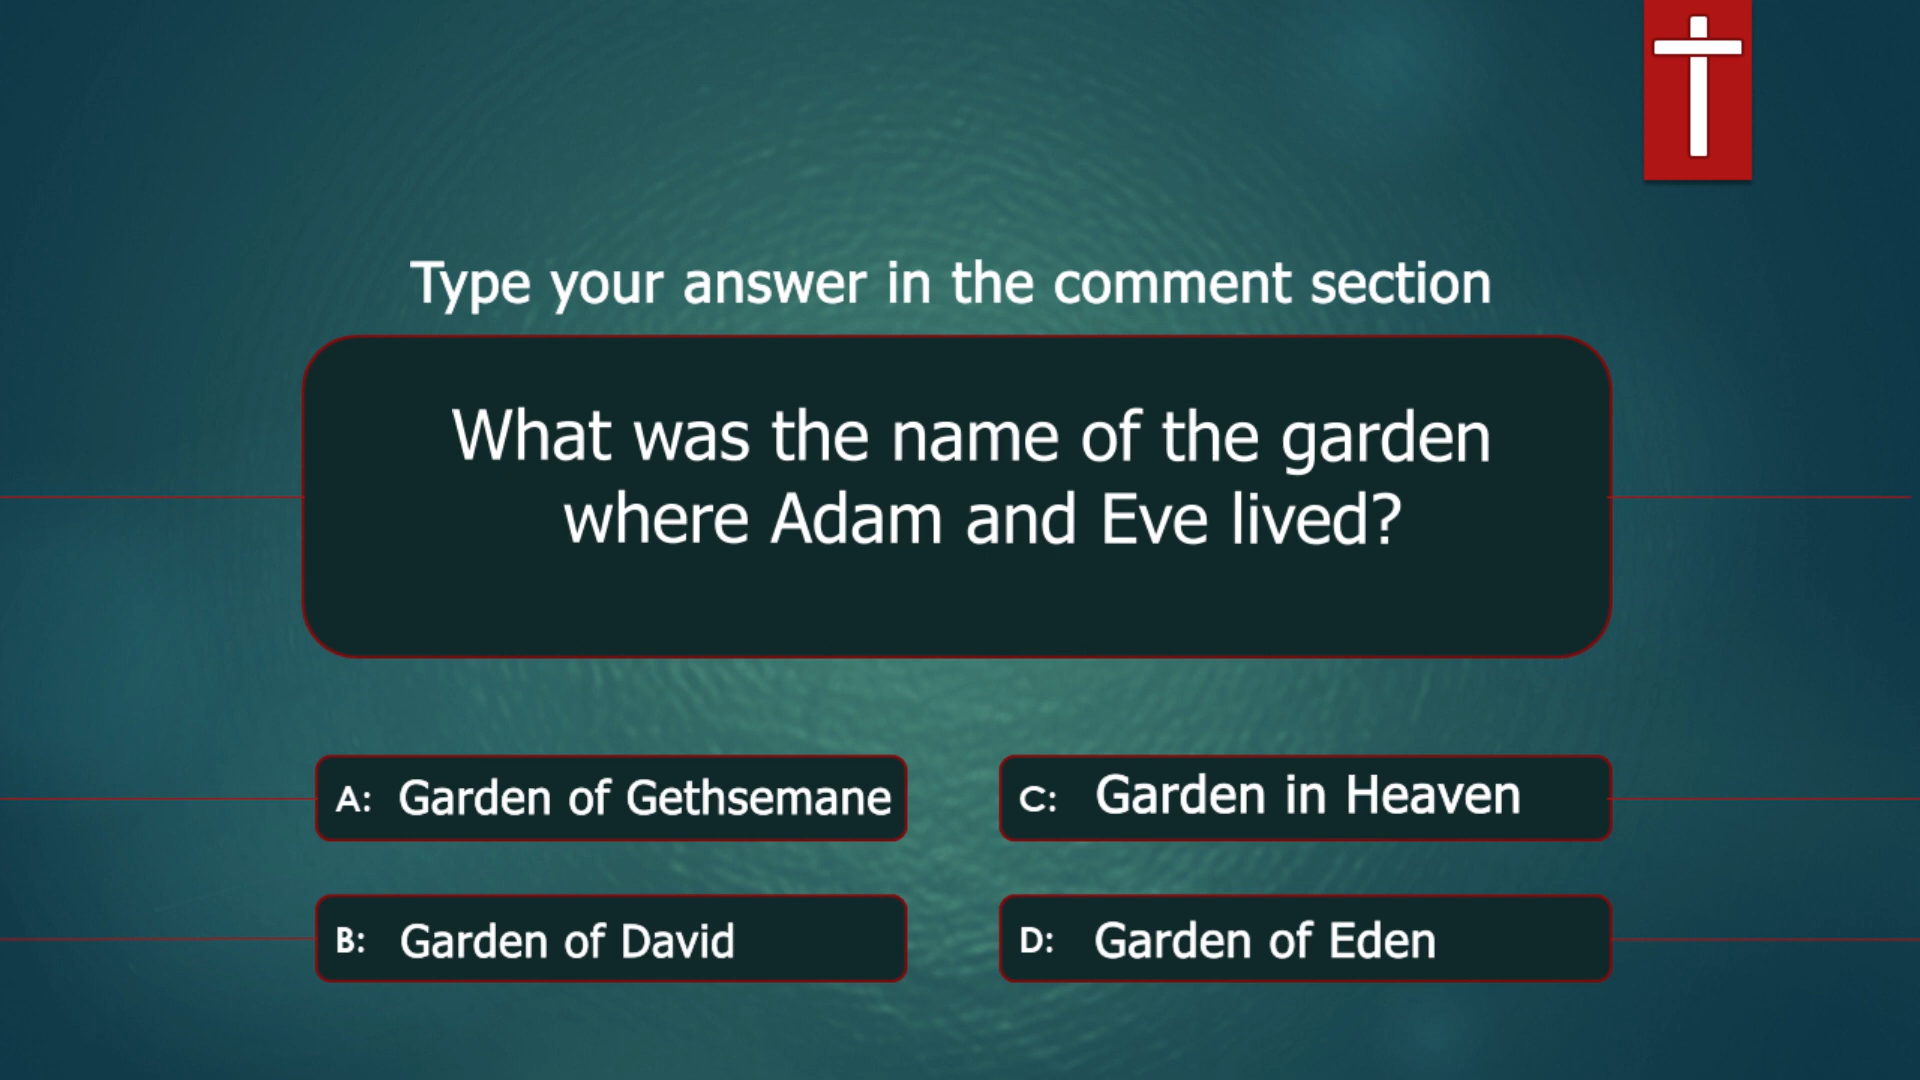 Type your answer in the comment section
What was the name of the garden
where Adam and Eve lived?
A: Garden of Gethsemane
B: Garden of David
C: Garden in Heaven
D: Garden of Eden